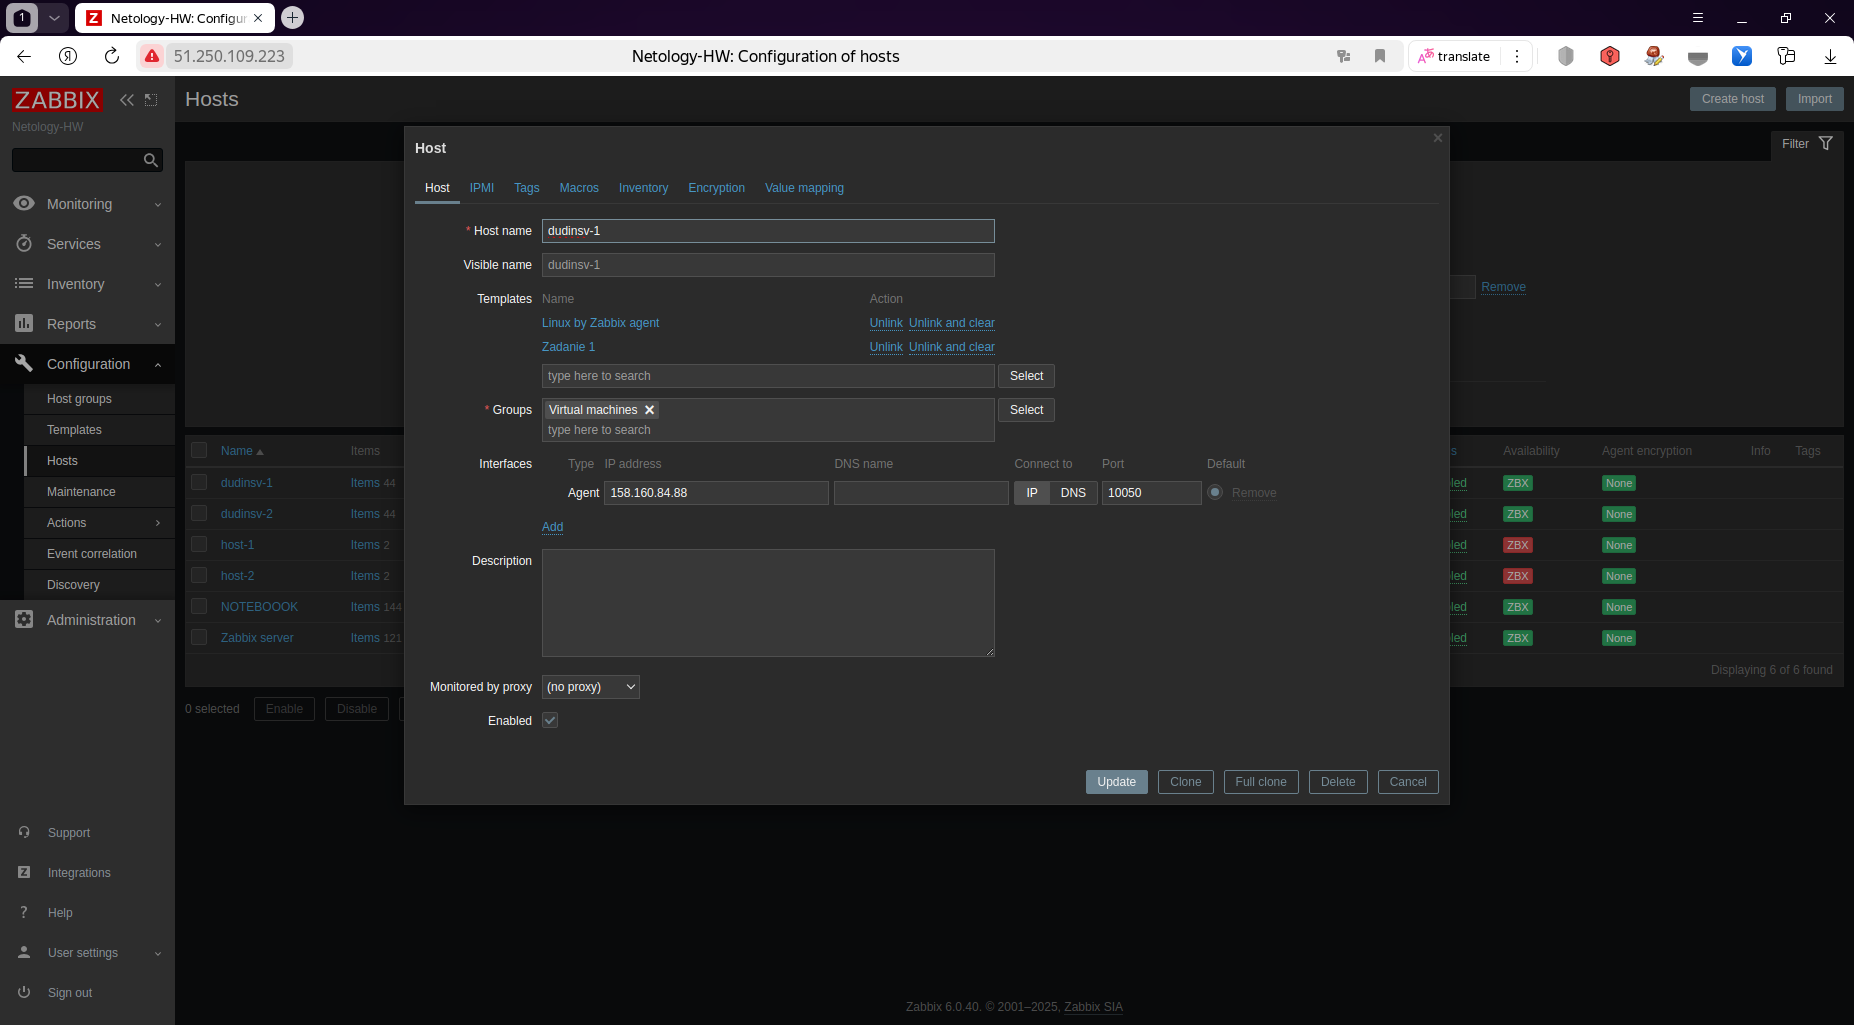 1
Netology-HW: Configur
51.250.109.223
Netology-HW: Configuration of hosts
translate
ZABBIX
Netology-HW
Monitoring
Services
Inventory
Reports
Configuration
Host groups
Templates
Hosts
Maintenance
Actions
Event correlation
Discovery
Administration
Support
Integrations
Help
User settings
Sign out
Hosts
Create host
Import
Filter
Remove
Host
Host IPMI Tags Macros Inventory Encryption Value mapping
* Host name dudinsv-1
Visible name dudinsv-1
Templates Name Action
Linux by Zabbix agent Unlink Unlink and clear
Zadanie 1 Unlink Unlink and clear
type here to search Select
* Groups Virtual machines Select
type here to search
Interfaces Type IP address DNS name Connect to Port Default
Agent 158.160.84.88 IP DNS 10050 Remove
Add
Description
Monitored by proxy (no proxy)
Enabled
Update Clone Full clone Delete Cancel
Name Items Availability Agent encryption Info Tags
dudinsv-1 Items 44 ZBX None
dudinsv-2 Items 44 ZBX None
host-1 Items 2 ZBX None
host-2 Items 2 ZBX None
NOTEBOOOK Items 144 ZBX None
Zabbix server Items 121 ZBX None
Displaying 6 of 6 found
0 selected Enable Disable
Zabbix 6.0.40. © 2001–2025, Zabbix SIA